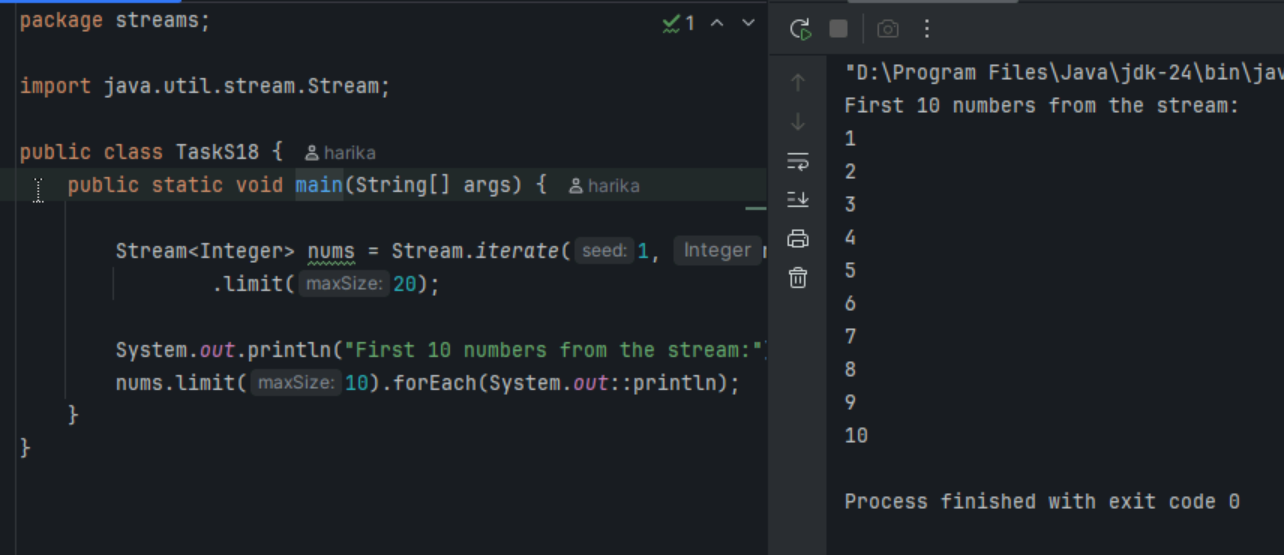 package streams;
1
import java.util.stream.Stream;
public class TaskS18 { harika
public static void main(String[] args) { harika
Stream<Integer> nums = Stream.iterate( seed: 1, Integer
.limit( maxSize: 20);
System.out.println("First 10 numbers from the stream:"
nums.limit( maxSize: 10).forEach(System.out::println);
}
}
"D:\Program Files\Java\jdk-24\bin\jav
First 10 numbers from the stream:
1
2
3
4
5
6
7
8
9
10
Process finished with exit code 0